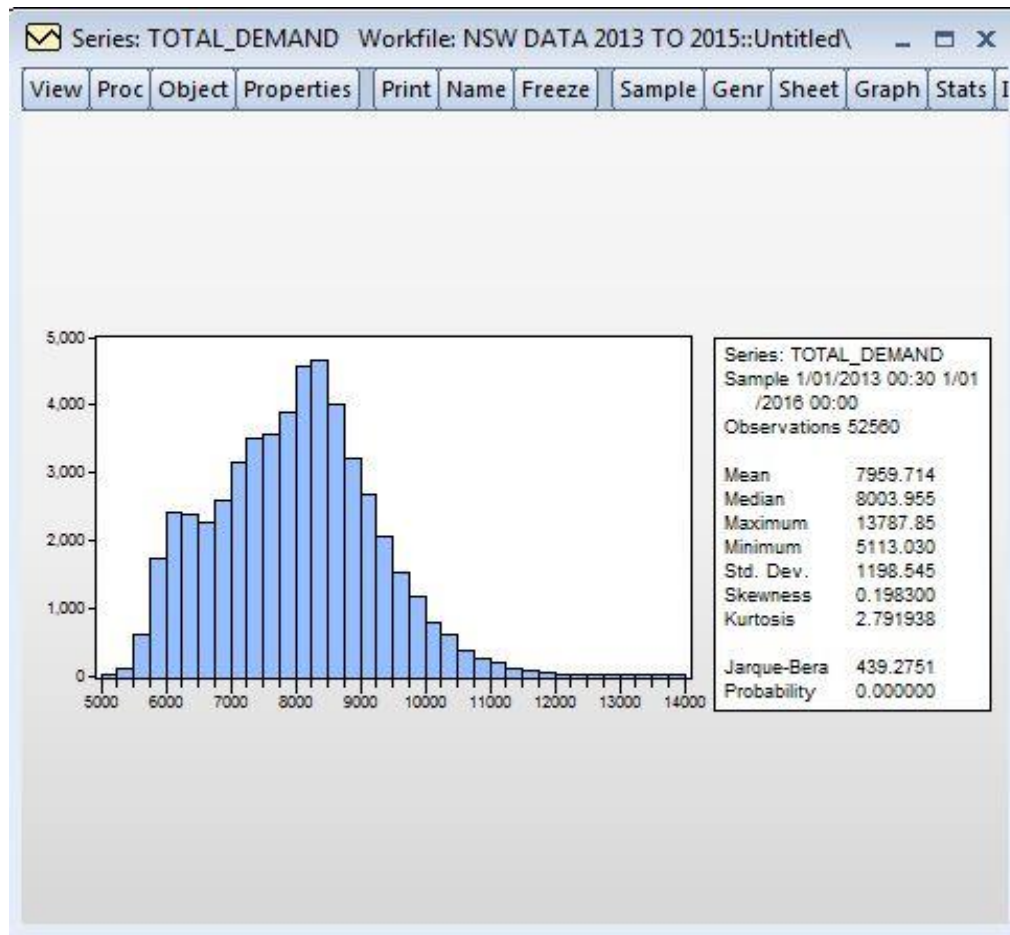 Series: TOTAL_DEMAND Workfile: NSW DATA 2013 TO 2015::Untitled\
View Proc Object Properties Print Name Freeze Sample Genr Sheet Graph Stats I
5,000
4,000
3,000
2,000
1,000
0
5000 6000 7000 8000 9000 10000 11000 12000 13000 14000
Series: TOTAL_DEMAND
Sample 1/01/2013 00:30 1/01
/2016 00:00
Observations 52560
Mean 7959.714
Median 8003.955
Maximum 13787.85
Minimum 5113.030
Std. Dev. 1198.545
Skewness 0.198300
Kurtosis 2.791938
Jarque-Bera 439.2751
Probability 0.000000